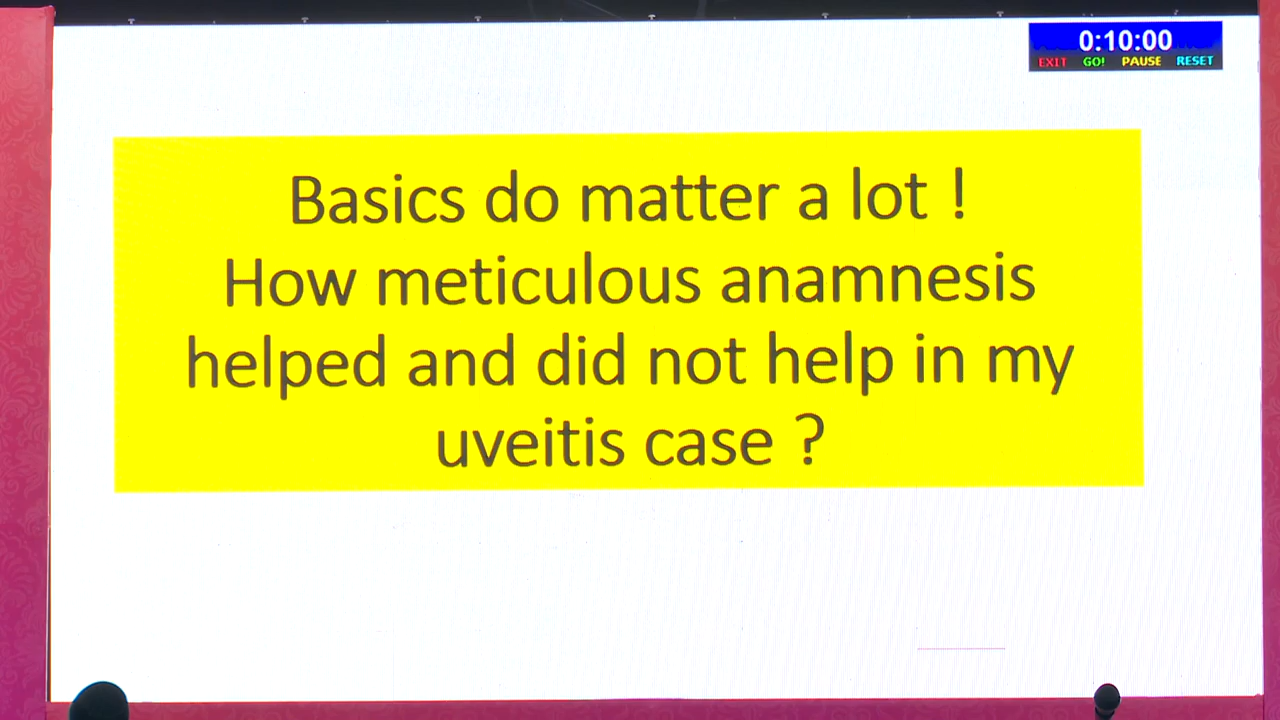 0:10:00
EXIT GO! PAUSE RESET
Basics do matter a lot !
How meticulous anamnesis
helped and did not help in my
uveitis case ?